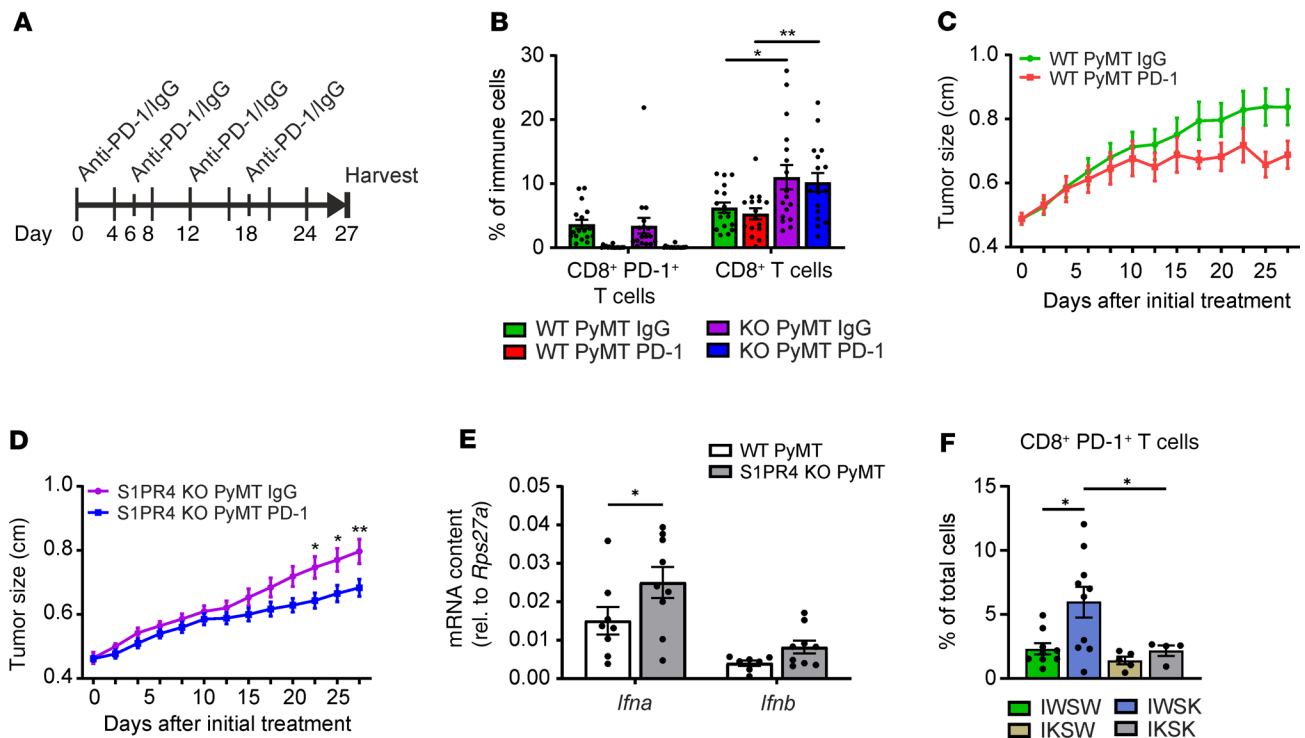 A
Anti-PD-1/IgG
Anti-PD-1/IgG
Anti-PD-1/IgG
Anti-PD-1/IgG
Harvest
Day
0 4 6 8 12 18 24 27
B
**
*
% of immune cells
30
20
10
0
CD8⁺ PD-1⁺
T cells
CD8⁺ T cells
WT PyMT IgG
KO PyMT IgG
WT PyMT PD-1
KO PyMT PD-1
C
WT PyMT IgG
WT PyMT PD-1
Tumor size (cm)
1.0
0.8
0.6
0.4
0 5 10 15 20 25
Days after initial treatment
D
S1PR4 KO PyMT IgG
S1PR4 KO PyMT PD-1
* * **
Tumor size (cm)
1.0
0.8
0.6
0.4
0 5 10 15 20 25
Days after initial treatment
E
WT PyMT
S1PR4 KO PyMT
*
mRNA content
(rel. to Rps27a)
0.05
0.04
0.03
0.02
0.01
0
Ifna Ifnb
F
CD8⁺ PD-1⁺ T cells
*
*
% of total cells
15
10
5
0
IWSW
IWSK
IKSW
IKSK